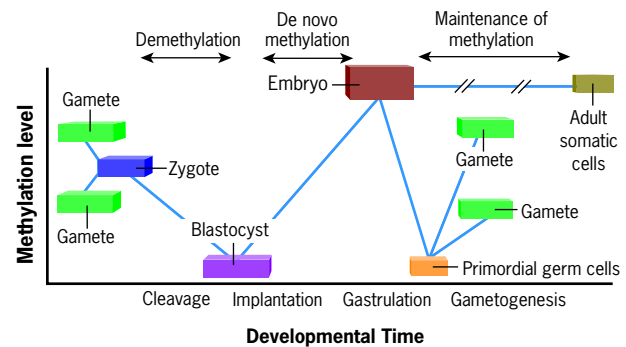 Demethylation
De novo
methylation
Maintenance of
methylation
Methylation level
Gamete
Zygote
Gamete
Blastocyst
Embryo
Adult
somatic
cells
Gamete
Gamete
Primordial germ cells
Cleavage
Implantation
Gastrulation
Gametogenesis
Developmental Time